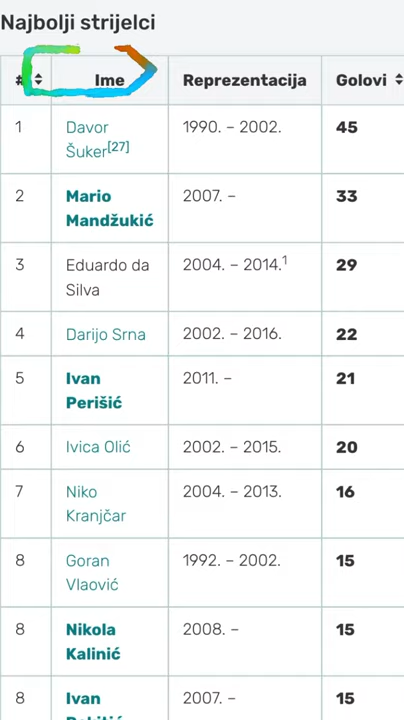 Najbolji strijelci
# Ime Reprezentacija Golovi
1 Davor 1990. – 2002. 45
Šuker[27]
2 Mario 2007. – 33
Mandžukić
3 Eduardo da 2004. – 2014.1 29
Silva
4 Darijo Srna 2002. – 2016. 22
5 Ivan 2011. – 21
Perišić
6 Ivica Olić 2002. – 2015. 20
7 Niko 2004. – 2013. 16
Kranjčar
8 Goran 1992. – 2002. 15
Vlaović
8 Nikola 2008. – 15
Kalinić
8 Ivan 2007. – 15